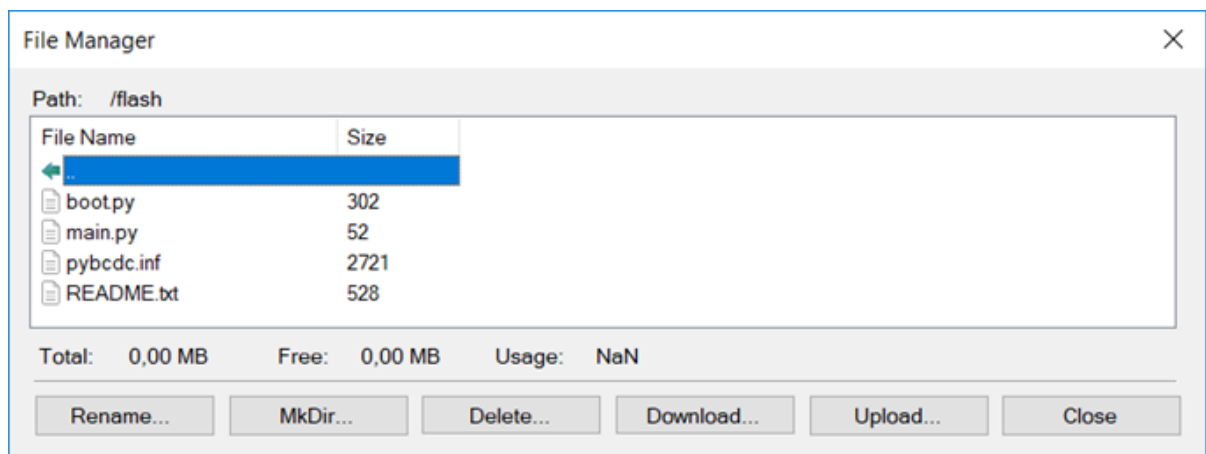 File Manager
Path: /flash
File Name Size
..
boot.py 302
main.py 52
pybcdc.inf 2721
README.txt 528
Total: 0,00 MB Free: 0,00 MB Usage: NaN
Rename... MkDir... Delete... Download... Upload... Close